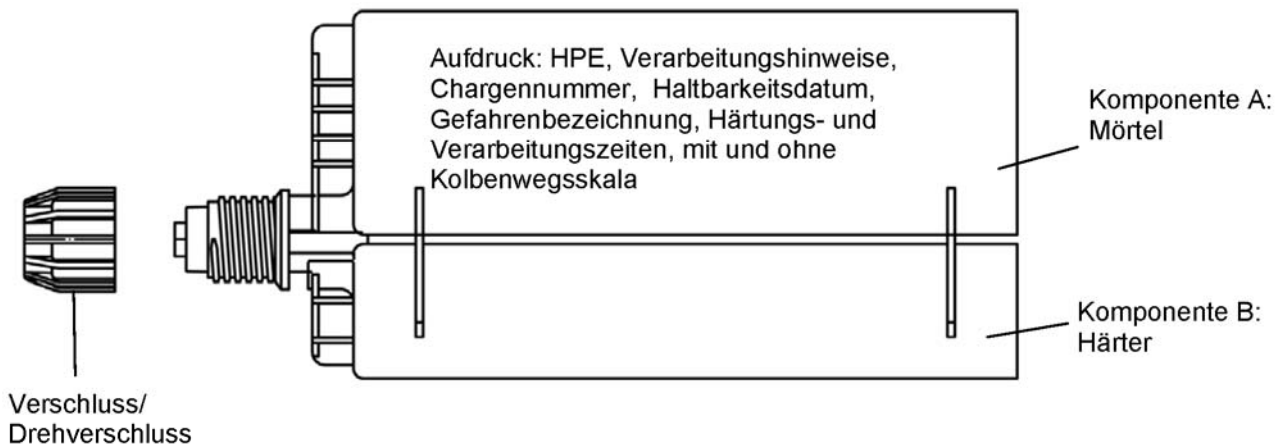 Aufdruck: HPE, Verarbeitungshinweise,
Chargennummer, Haltbarkeitsdatum,
Gefahrenbezeichnung, Härtungs- und
Verarbeitungszeiten, mit und ohne
Kolbenwegsskala
Komponente A:
Mörtel
Komponente B:
Härter
Verschluss/
Drehverschluss